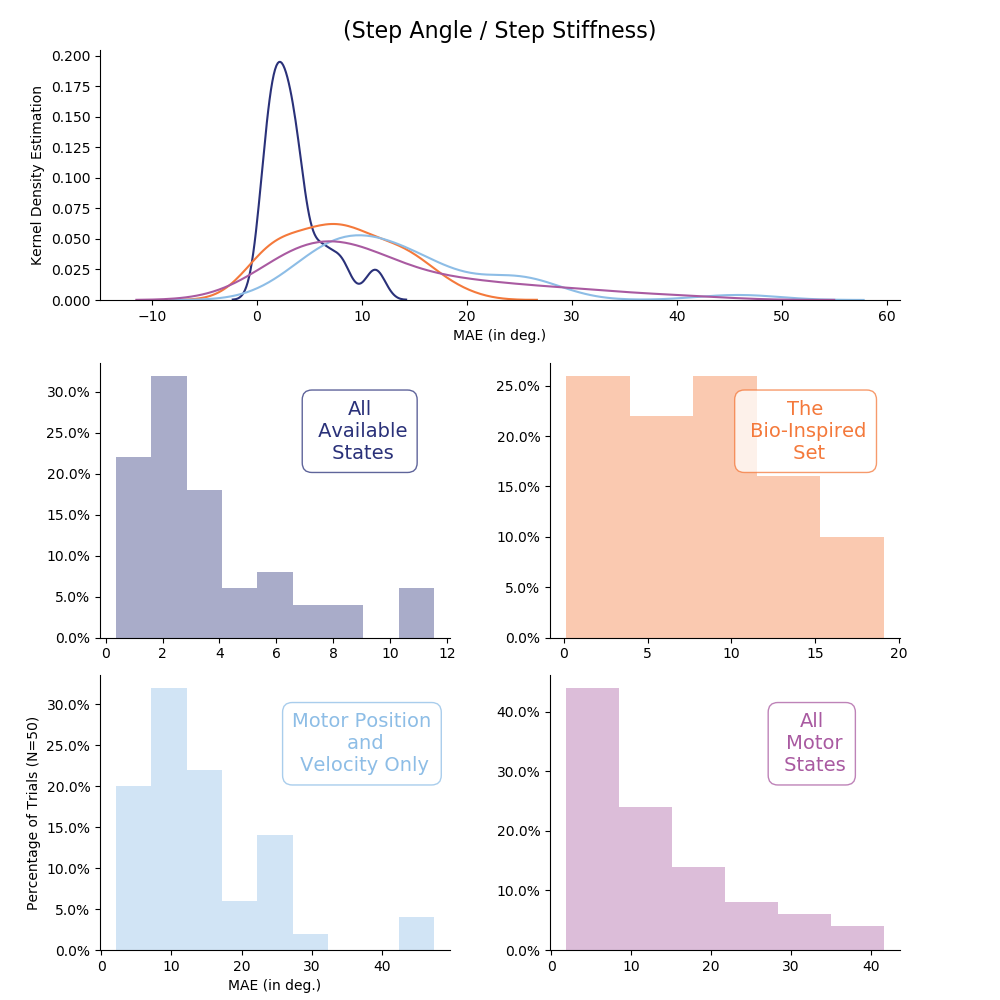 (Step Angle / Step Stiffness)
Kernel Density Estimation
0.200
0.175
0.150
0.125
0.100
0.075
0.050
0.025
0.000
−10 0 10 20 30 40 50 60
MAE (in deg.)
30.0%
25.0%
20.0%
15.0%
10.0%
5.0%
0.0%
0 2 4 6 8 10 12
All
Available
States
25.0%
20.0%
15.0%
10.0%
5.0%
0.0%
0 5 10 15 20
The
Bio-Inspired
Set
Percentage of Trials (N=50)
30.0%
25.0%
20.0%
15.0%
10.0%
5.0%
0.0%
0 10 20 30 40
MAE (in deg.)
Motor Position
and
Velocity Only
40.0%
30.0%
20.0%
10.0%
0.0%
0 10 20 30 40
All
Motor
States